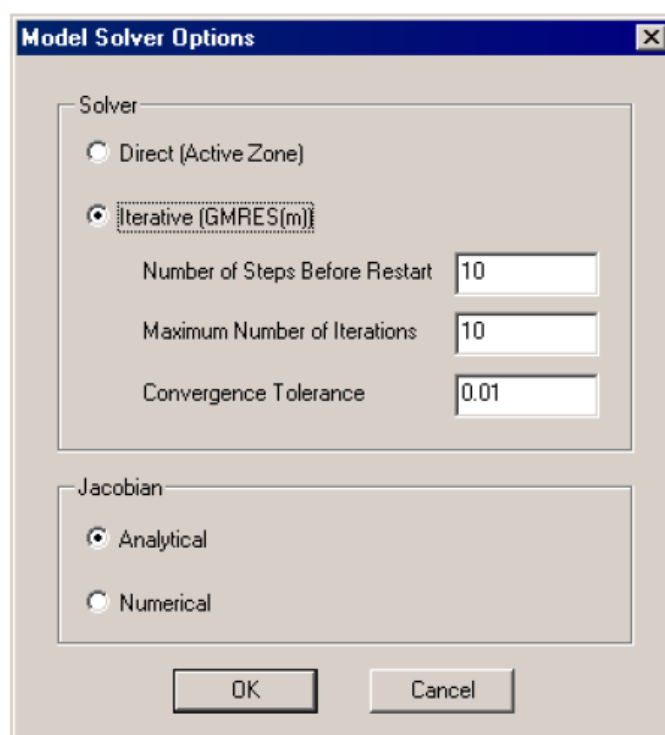 Model Solver Options
Solver
Direct (Active Zone)
Iterative (GMRES(m))
Number of Steps Before Restart 10
Maximum Number of Iterations 10
Convergence Tolerance 0.01
Jacobian
Analytical
Numerical
OK Cancel